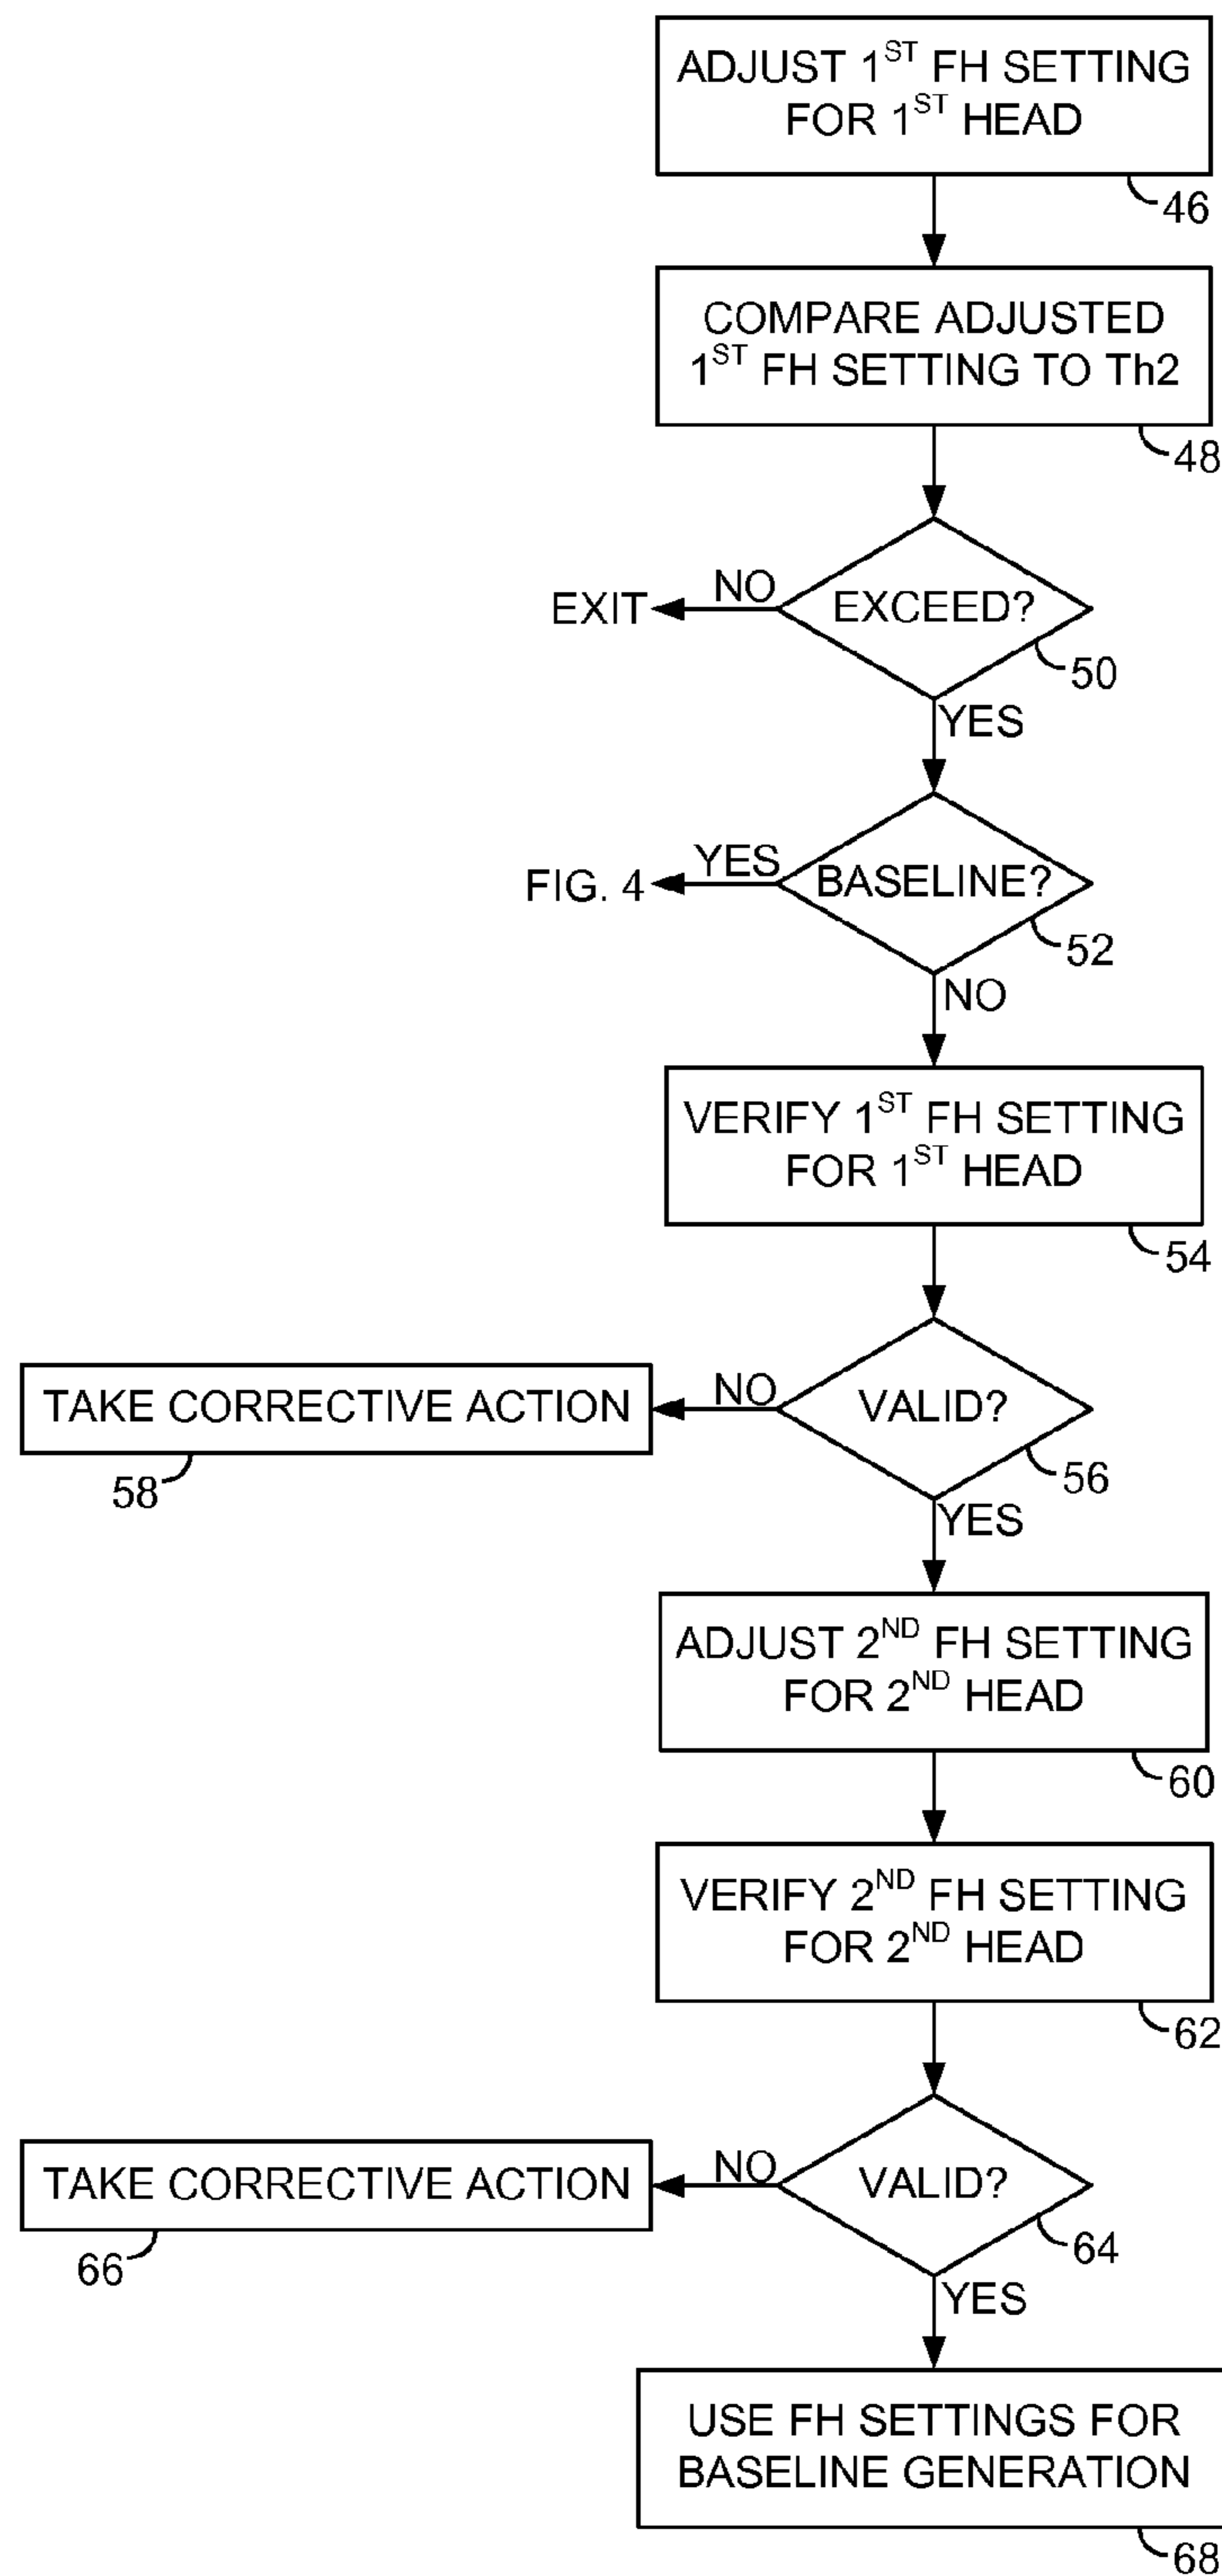 ADJUST 1ST FH SETTING
FOR 1ST HEAD
46
COMPARE ADJUSTED
1ST FH SETTING TO Th2
48
EXIT
NO
EXCEED?
50
YES
FIG. 4
YES
BASELINE?
52
NO
VERIFY 1ST FH SETTING
FOR 1ST HEAD
54
TAKE CORRECTIVE ACTION
58
NO
VALID?
56
YES
ADJUST 2ND FH SETTING
FOR 2ND HEAD
60
VERIFY 2ND FH SETTING
FOR 2ND HEAD
62
TAKE CORRECTIVE ACTION
66
NO
VALID?
64
YES
USE FH SETTINGS FOR
BASELINE GENERATION
68